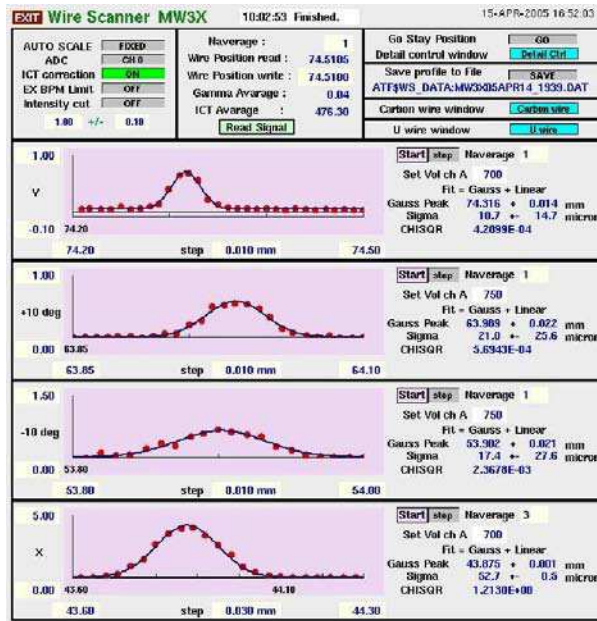 EXIT Wire Scanner MW3X 10:02:53 Finished. 15-APR-2005 16:52:03
AUTO SCALE FIXED
ADC CH 0
ICT correction ON
EX BPM Limit OFF
Intensity cut OFF
1.00 +/- 0.10
Naverage : 1
Wire Position read : 74.5105
Wire Position write : 74.5100
Gamma Avarage : 0.04
ICT Avarage : 476.30
Read Signal
Go Stay Position GO
Detail control window Detail Ctrl
Save profile to File SAVE
ATF$WS_DATA:MW3X05APR14_1939.DAT
Carbon wire window Carbon wire
U wire window U wire
1.00
Y
-0.10 74.20
74.20 step 0.010 mm 74.50
Start step Naverage 1
Set Vol ch A 700
Fit = Gauss + Linear
Gauss Peak 74.316 + 0.014 mm
Sigma 10.7 +- 14.7 micron
CHISQR 4.2099E-04
1.00
+10 deg
0.00 63.85
63.85 step 0.010 mm 64.10
Start step Naverage 1
Set Vol ch A 750
Fit = Gauss + Linear
Gauss Peak 63.989 + 0.022 mm
Sigma 21.0 +- 25.6 micron
CHISQR 5.6943E-04
1.50
-10 deg
0.00 53.80
53.80 step 0.010 mm 54.00
Start step Naverage 1
Set Vol ch A 750
Fit = Gauss + Linear
Gauss Peak 53.902 + 0.021 mm
Sigma 17.4 +- 27.6 micron
CHISQR 2.3678E-03
5.00
X
0.00 43.60 44.10
43.60 step 0.030 mm 44.30
Start step Naverage 3
Set Vol ch A 700
Fit = Gauss + Linear
Gauss Peak 43.875 + 0.001 mm
Sigma 52.7 +- 0.5 micron
CHISQR 1.2130E+00